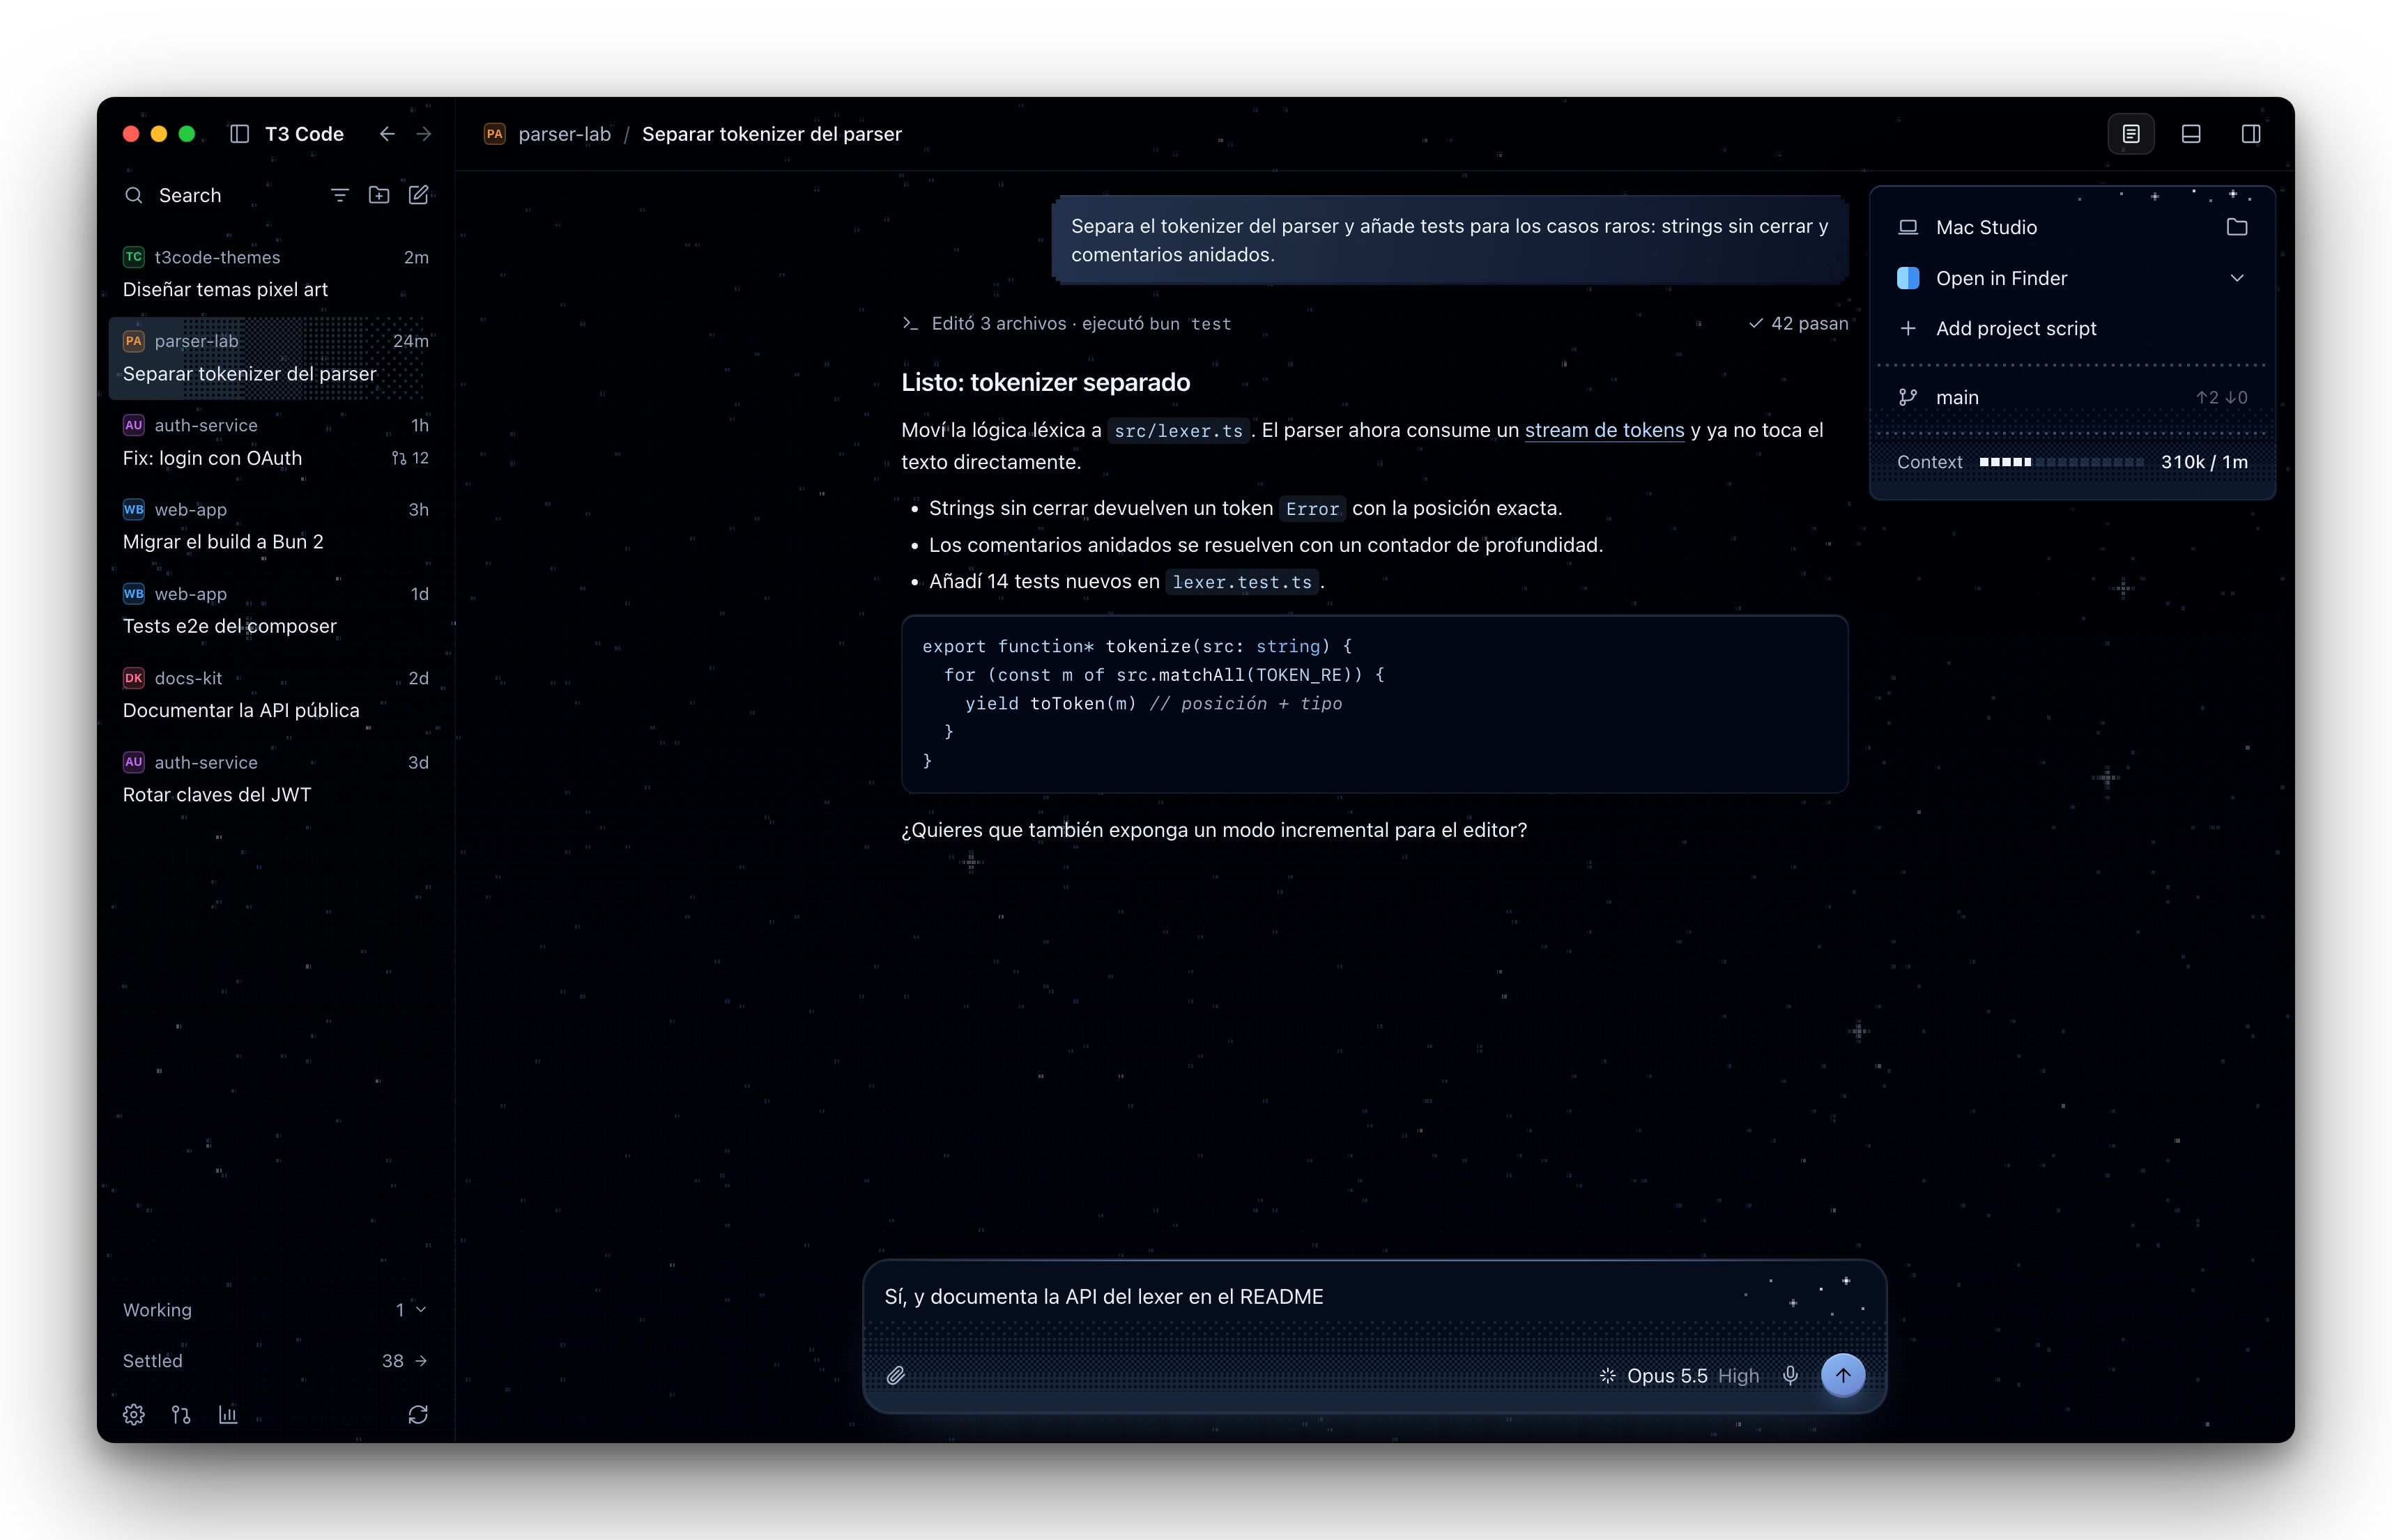 T3 Code
Search
TC t3code-themes 2m
Diseñar temas pixel art
PA parser-lab 24m
Separar tokenizer del parser
AU auth-service 1h
Fix: login con OAuth 12
WB web-app 3h
Migrar el build a Bun 2
WB web-app 1d
Tests e2e del composer
DK docs-kit 2d
Documentar la API pública
AU auth-service 3d
Rotar claves del JWT
Working 1
Settled 38
PA parser-lab / Separar tokenizer del parser
Separa el tokenizer del parser y añade tests para los casos raros: strings sin cerrar y
comentarios anidados.
Editó 3 archivos · ejecutó bun test ✓ 42 pasan
Listo: tokenizer separado
Moví la lógica léxica a src/lexer.ts. El parser ahora consume un stream de tokens y ya no toca el
texto directamente.
• Strings sin cerrar devuelven un token Error con la posición exacta.
• Los comentarios anidados se resuelven con un contador de profundidad.
• Añadí 14 tests nuevos en lexer.test.ts.
export function* tokenize(src: string) {
  for (const m of src.matchAll(TOKEN_RE)) {
    yield toToken(m) // posición + tipo
  }
}
¿Quieres que también exponga un modo incremental para el editor?
Sí, y documenta la API del lexer en el README
Opus 5.5 High
Mac Studio
Open in Finder
Add project script
main ↑2 ↓0
Context 310k / 1m